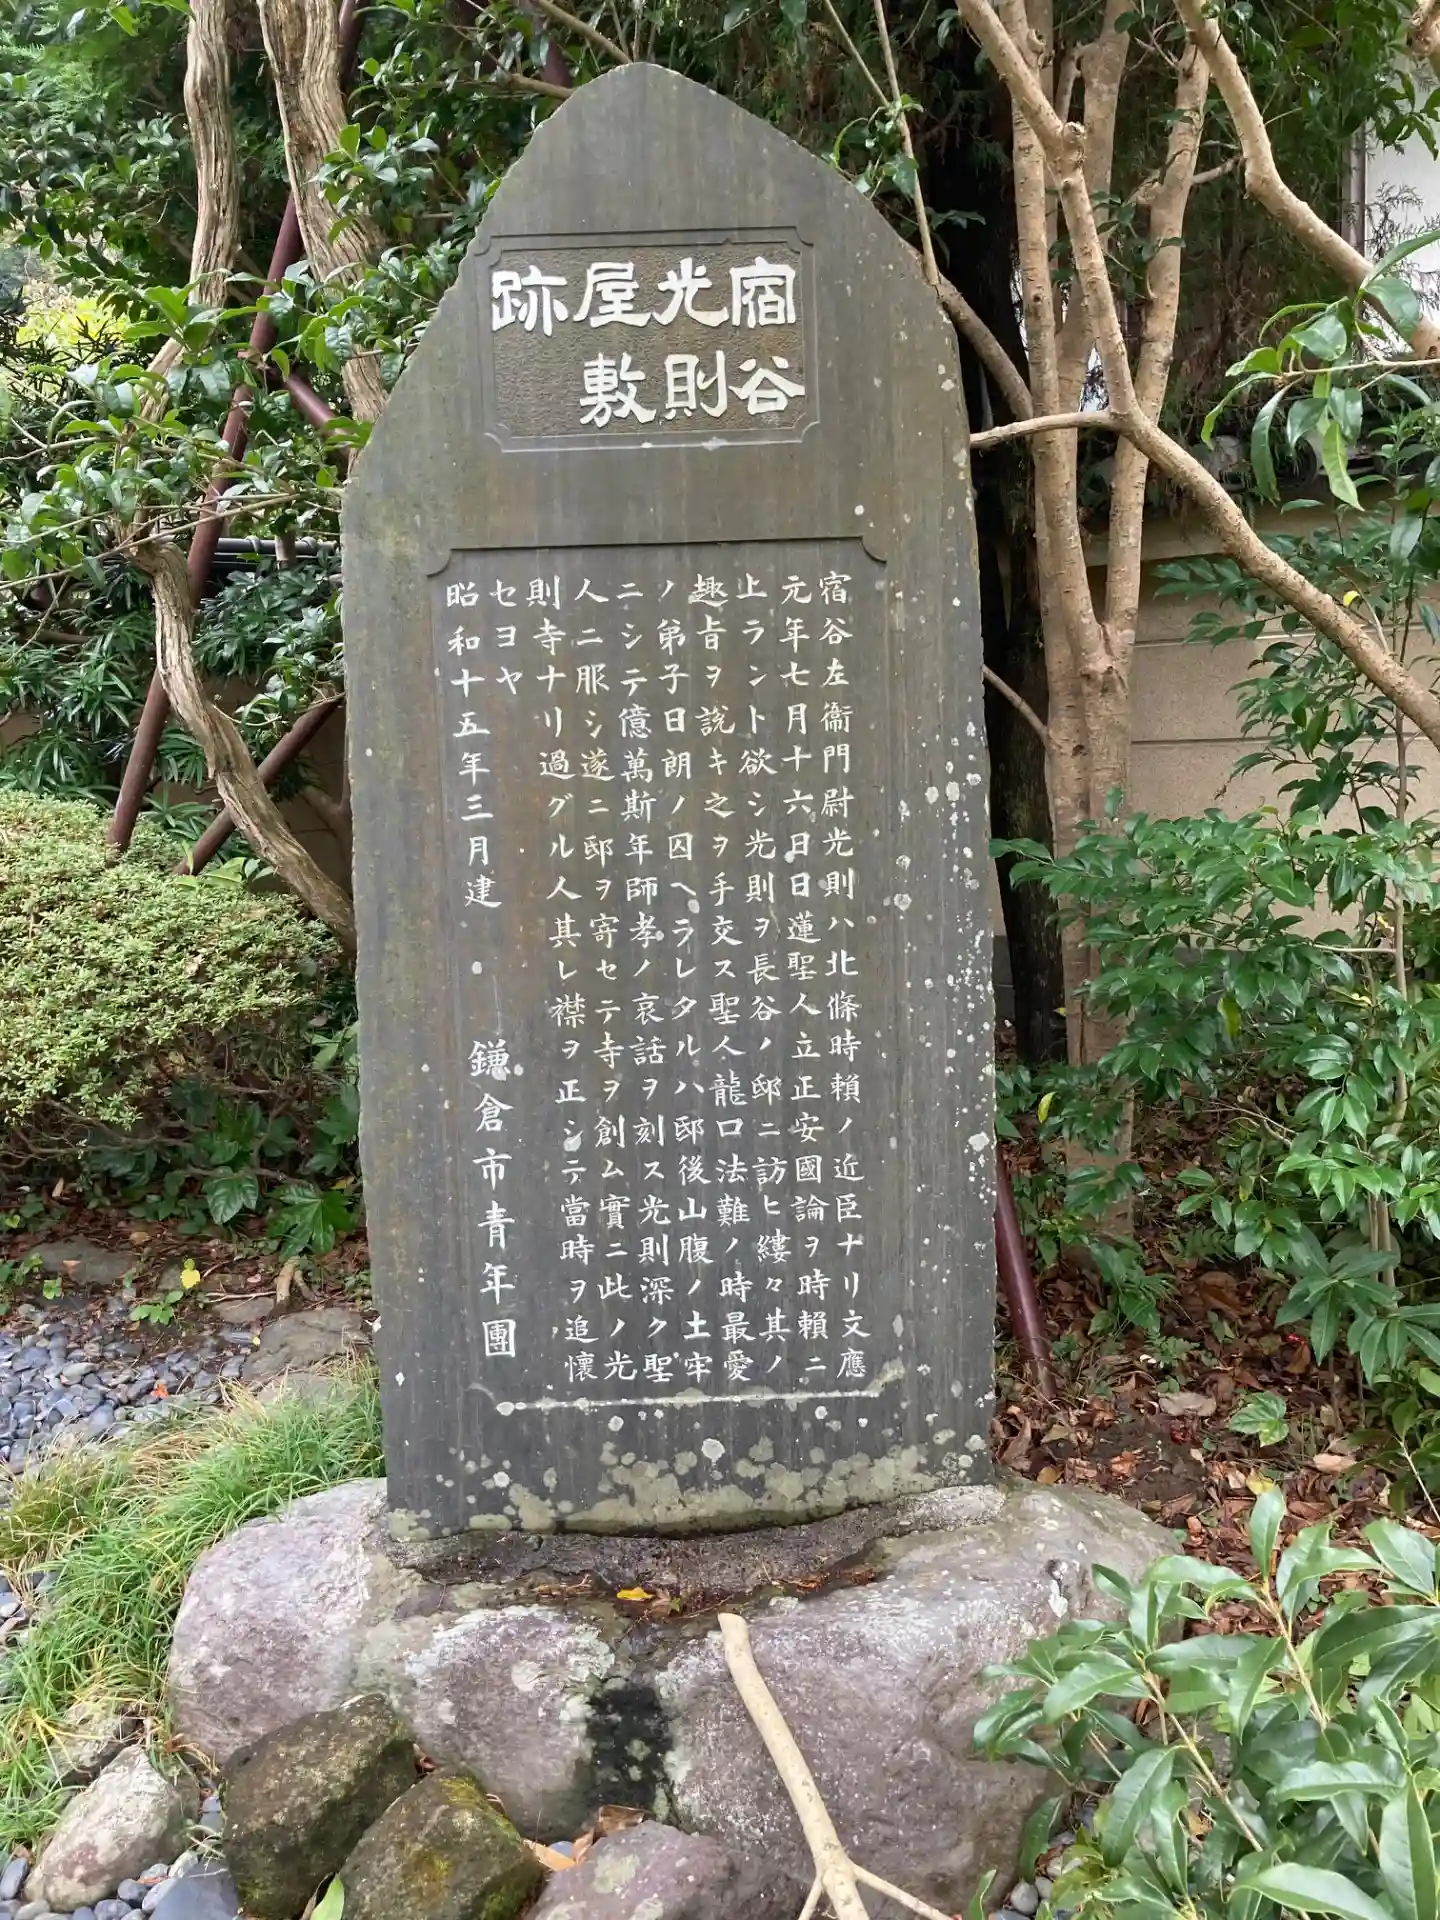 宿谷
光則
屋敷
跡
宿谷左衞門尉光則ハ北條時頼ノ近臣ナリ文應
元年七月十六日日蓮聖人立正安國論ヲ時頼ニ
上ラント欲シ光則ヲ長谷ノ邸ニ訪ヒ縷々其ノ
趣旨ヲ説キ之ヲ手交ス聖人龍口法難ノ時最愛
ノ弟子日朗ノ囚ヘラレタルハ邸後山腹ノ土牢
ニシテ億萬斯年師孝ノ哀話ヲ刻ス光則深ク聖
人ニ服シ遂ニ邸ヲ寄セテ寺ヲ創ム實ニ此ノ光
則寺ナリ過グル人其レ襟ヲ正シテ當時ヲ追懷
セヨヤ
昭和十五年三月建 鎌倉市青年團